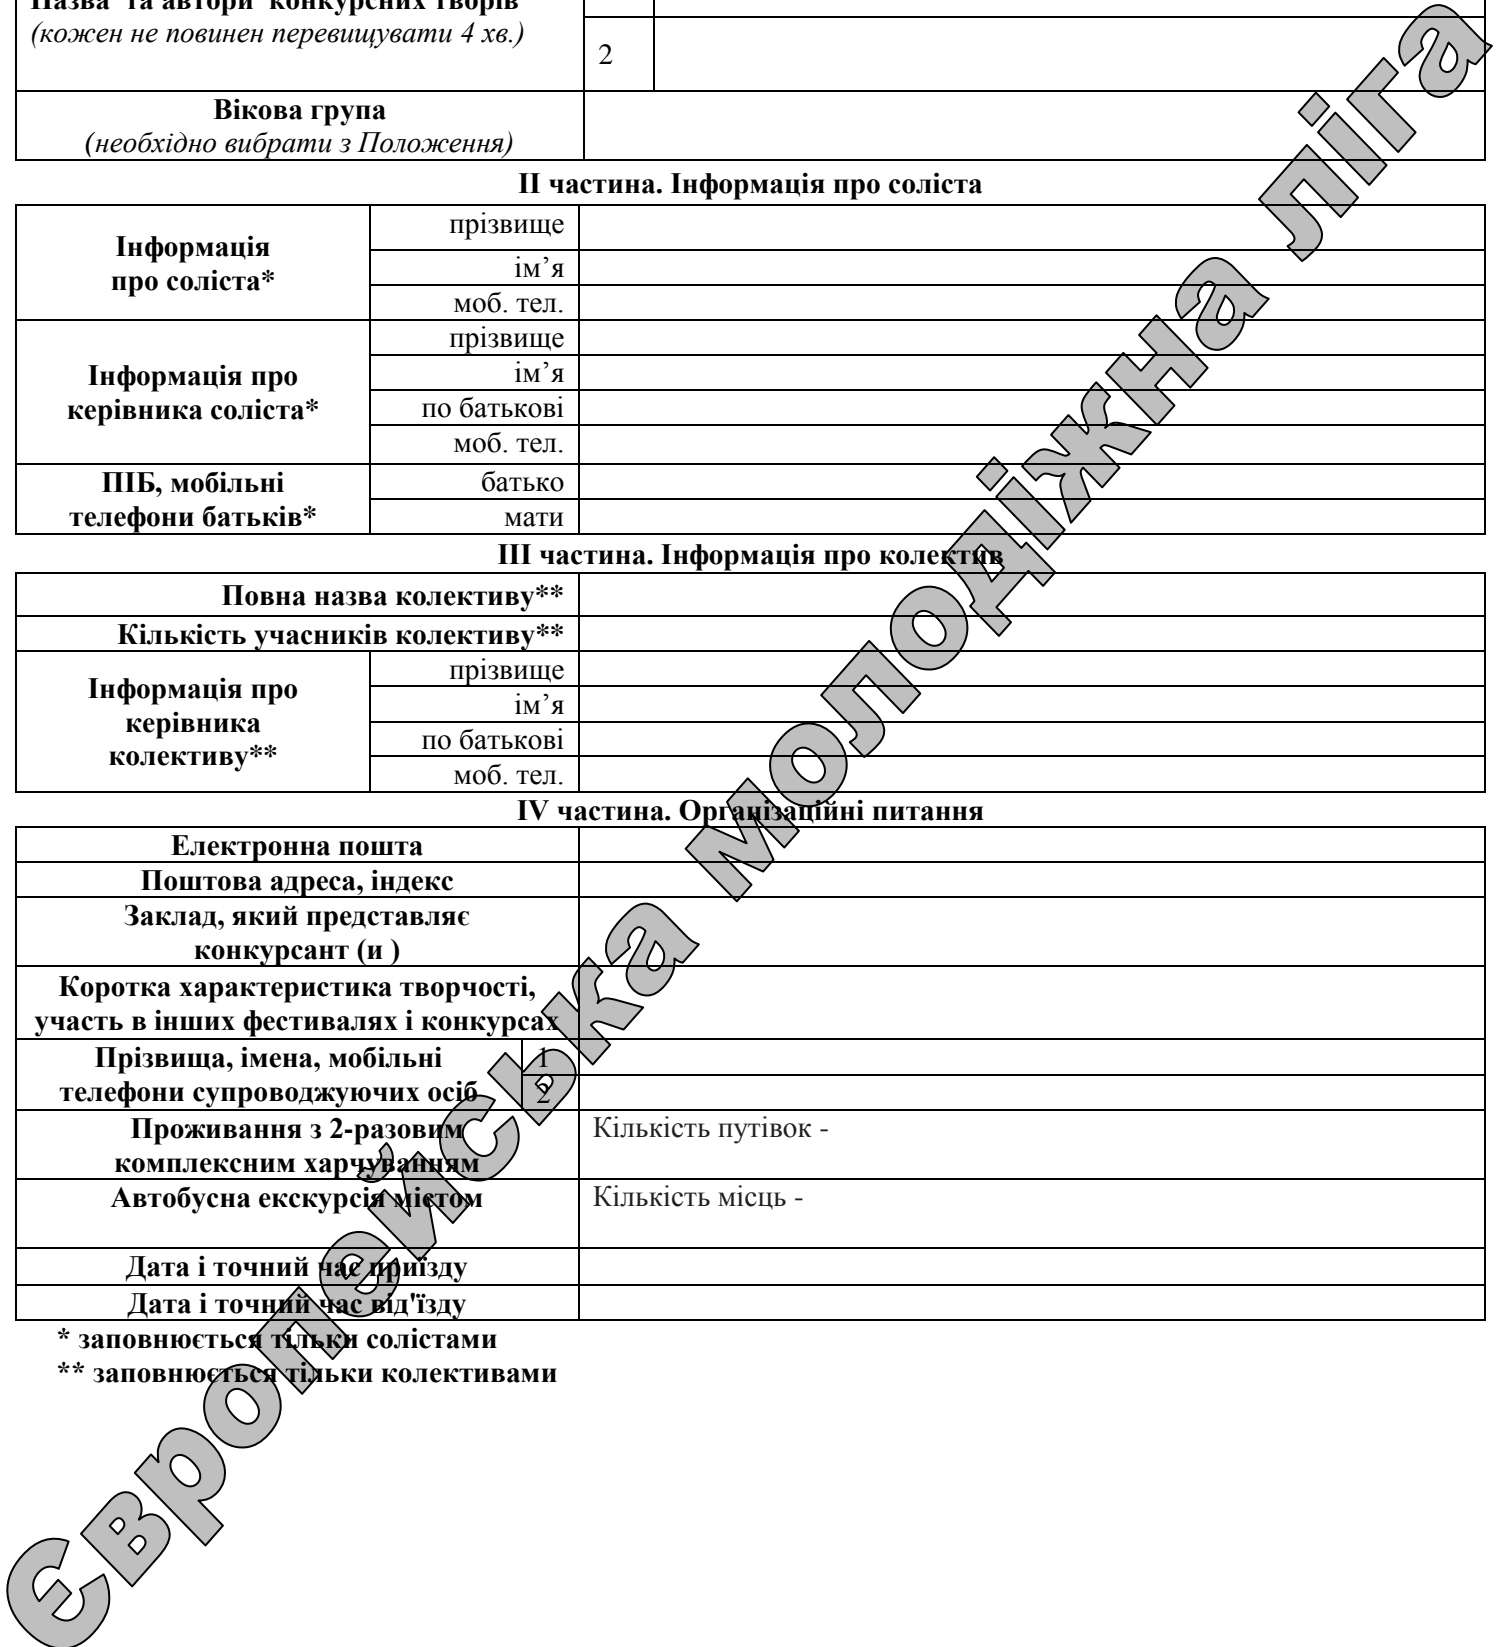 Назва та автори конкурсних творів
(кожен не повинен перевищувати 4 хв.)
2
Вікова група
(необхідно вибрати з Положення)
ІІ частина. Інформація про соліста
Інформація
про соліста*
прізвище
ім’я
моб. тел.
Інформація про
керівника соліста*
прізвище
ім’я
по батькові
моб. тел.
ПІБ, мобільні
телефони батьків*
батько
мати
ІІІ частина. Інформація про колектив
Повна назва колективу**
Кількість учасників колективу**
Інформація про
керівника
колективу**
прізвище
ім’я
по батькові
моб. тел.
IV частина. Організаційні питання
Електронна пошта
Поштова адреса, індекс
Заклад, який представляє
конкурсант (и )
Коротка характеристика творчості,
участь в інших фестивалях і конкурсах
Прізвища, імена, мобільні
телефони супроводжуючих осіб
1
2
Проживання з 2-разовим
комплексним харчуванням
Кількість путівок -
Автобусна екскурсія містом
Кількість місць -
Дата і точний час приїзду
Дата і точний час від'їзду
* заповнюється тільки солістами
** заповнюється тільки колективами
Європейська молодіжна ліга